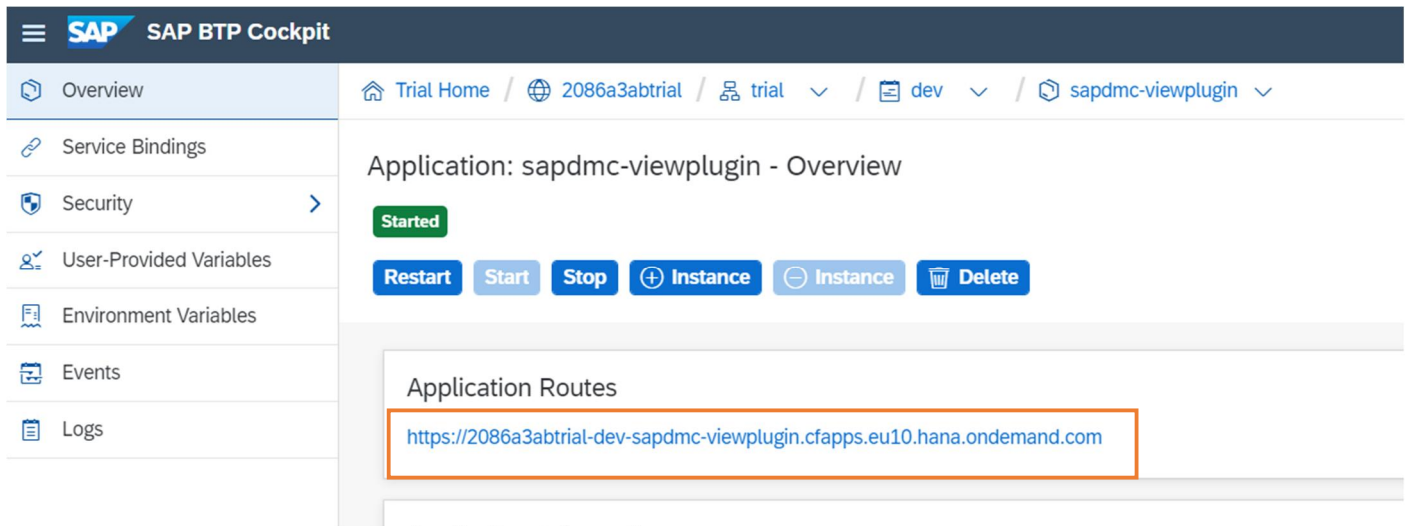 SAP SAP BTP Cockpit
Overview
Service Bindings
Security
User-Provided Variables
Environment Variables
Events
Logs
Trial Home / 2086a3abtrial / trial / dev / sapdmc-viewplugin
Application: sapdmc-viewplugin - Overview
Started
Restart Start Stop Instance Instance Delete
Application Routes
https://2086a3abtrial-dev-sapdmc-viewplugin.cfapps.eu10.hana.ondemand.com